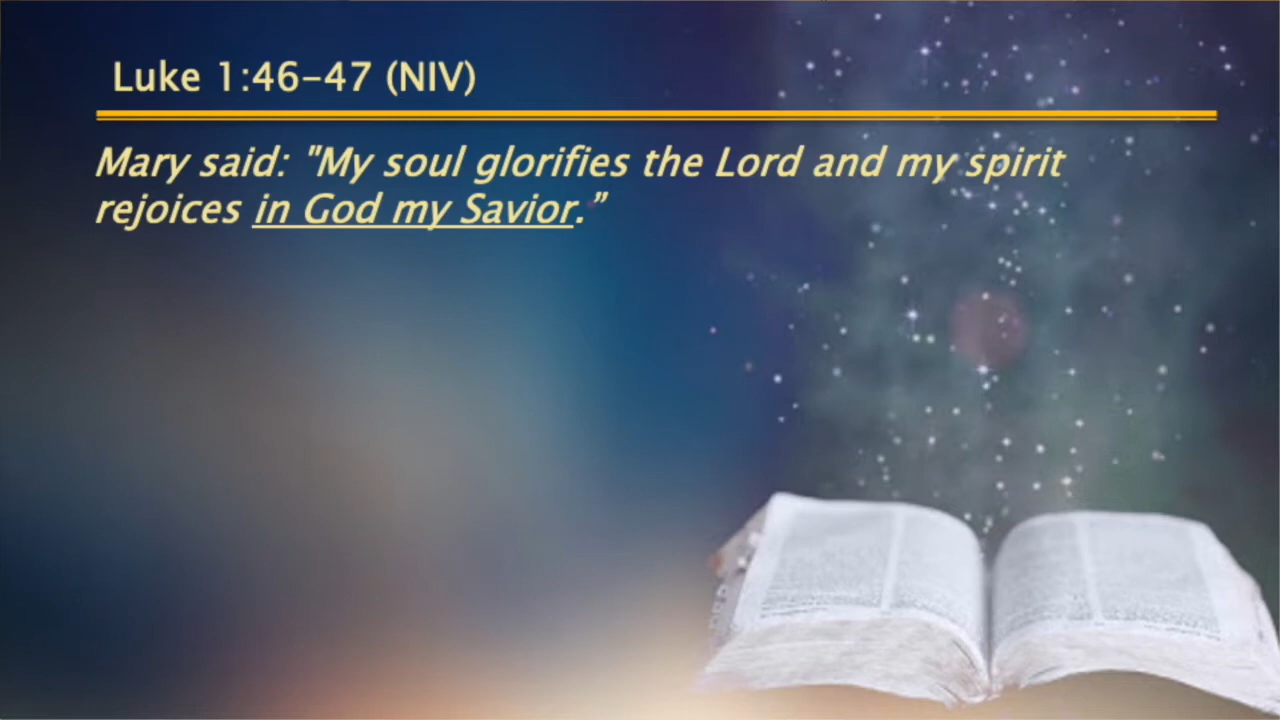 Luke 1:46-47 (NIV)
Mary said: "My soul glorifies the Lord and my spirit
rejoices in God my Savior.”